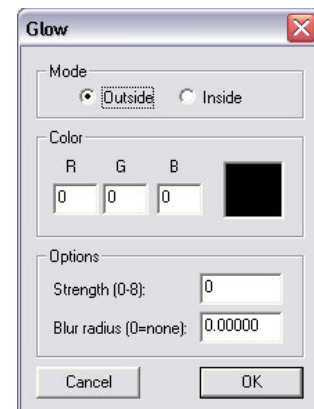 Glow
Mode
Outside Inside
Color
R G B
0 0 0
Options
Strength (0-8): 0
Blur radius (0=none): 0.00000
Cancel OK